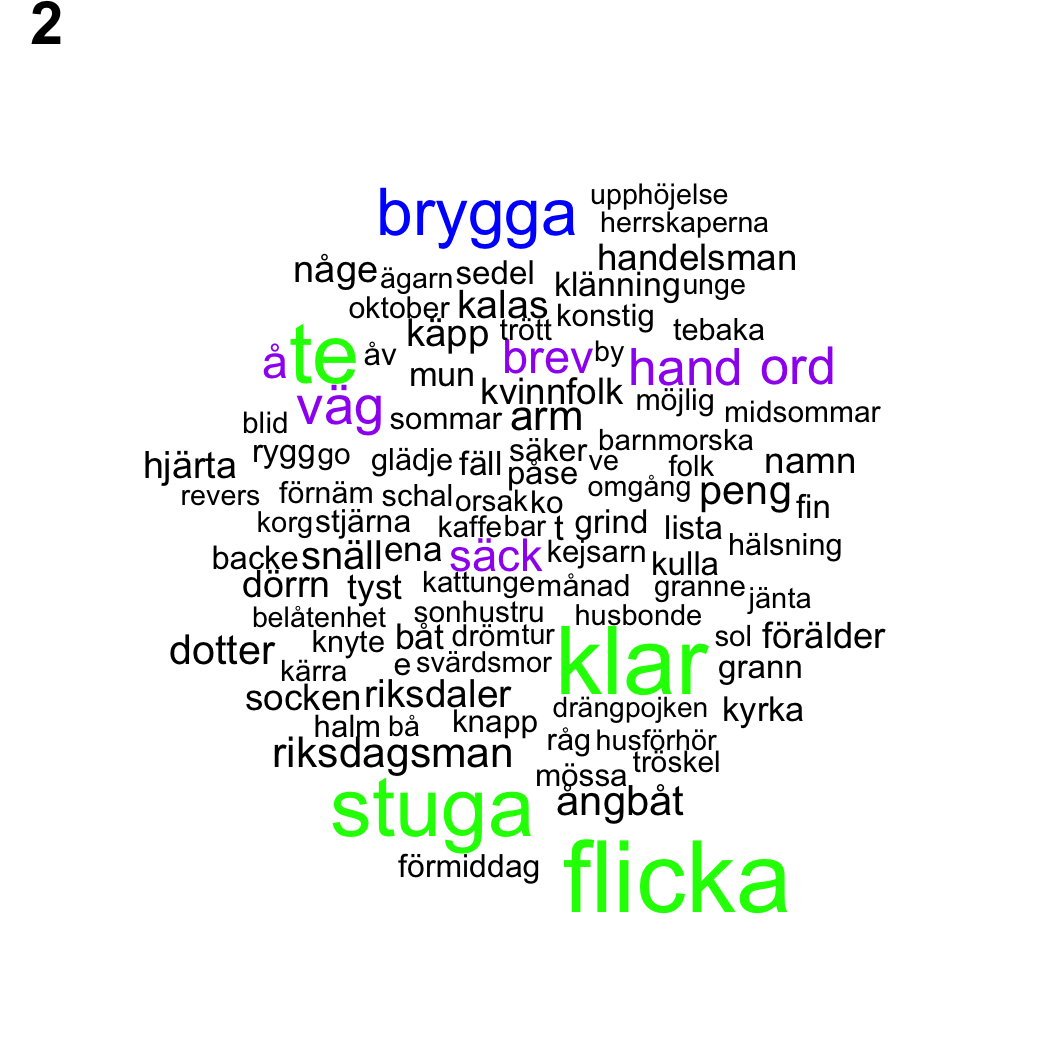 2
brygga upphöjelse
herrskaperna
någe ägarn sedel handelsman
klänning unge
oktober kalas konstig
käpp trött tebaka
å te åv brev by hand ord
mun kvinnfolk möjlig
väg sommar arm midsommar
blid barnmorska
hjärta rygg go glädje fäll säker ve folk namn
påse omgång peng
revers förnäm schal orsak ko fin
korg stjärna kaffe bar t grind lista
backe snäll ena säck kejsarn kulla hälsning
dörrn tyst kattunge månad granne jänta
belåtenhet sonhustru husbonde
dotter knyte båt dröm tur klar sol förälder
kärra e svärdsmor grann
socken riksdaler drängpojken kyrka
halm bå knapp
riksdagsman råg husförhör
mössa tröskel
stuga ångbåt
förmiddag flicka